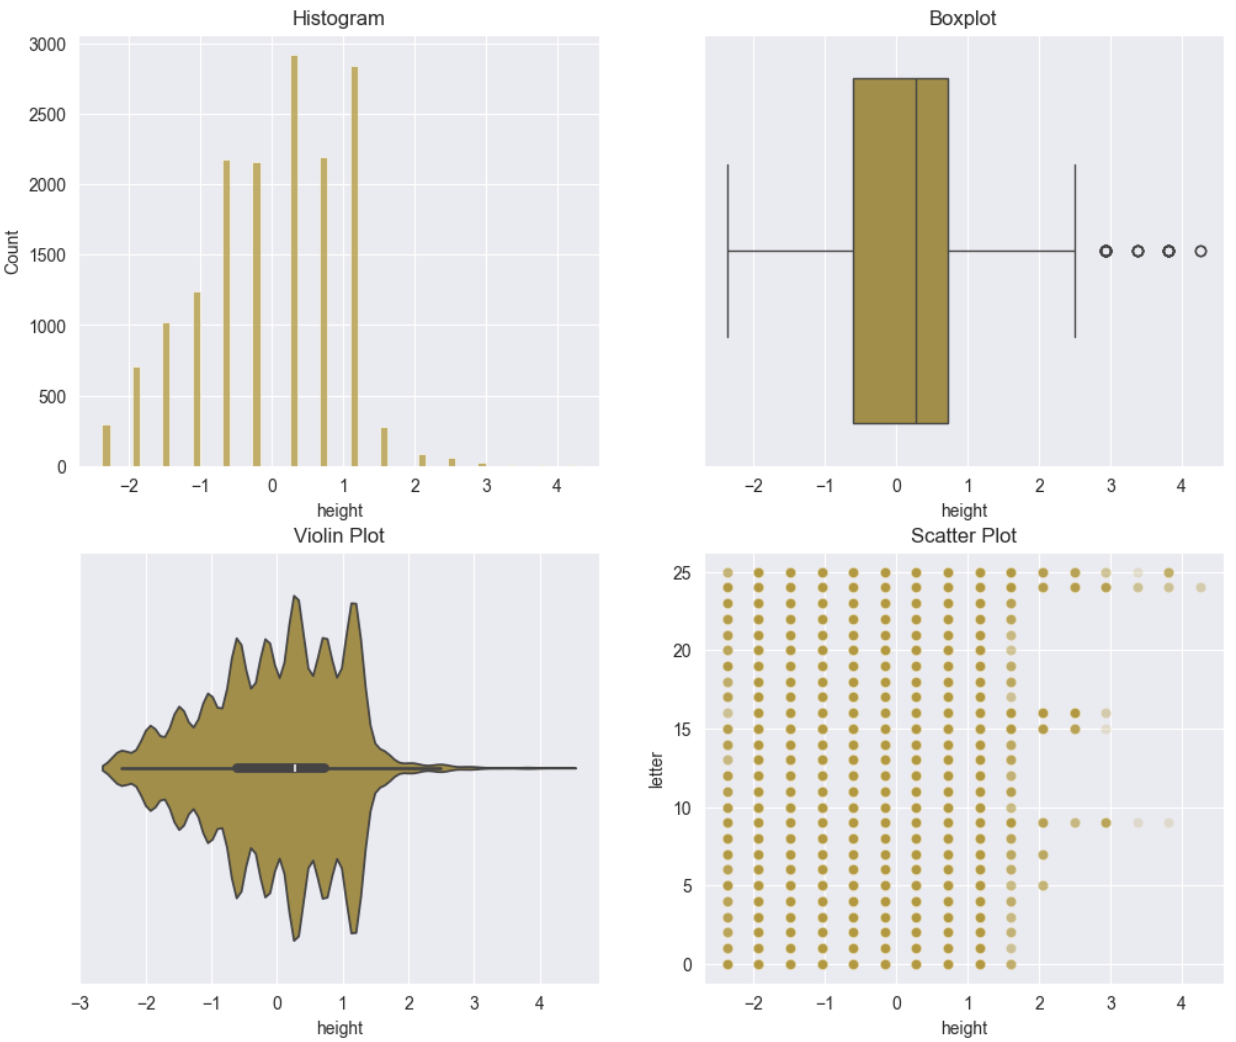 Histogram
3000
2500
2000
1500
1000
500
0
Count
−2 −1 0 1 2 3 4
height
Boxplot
−2 −1 0 1 2 3 4
height
Violin Plot
−3 −2 −1 0 1 2 3 4
height
Scatter Plot
25
20
15
10
5
0
letter
−2 −1 0 1 2 3 4
height